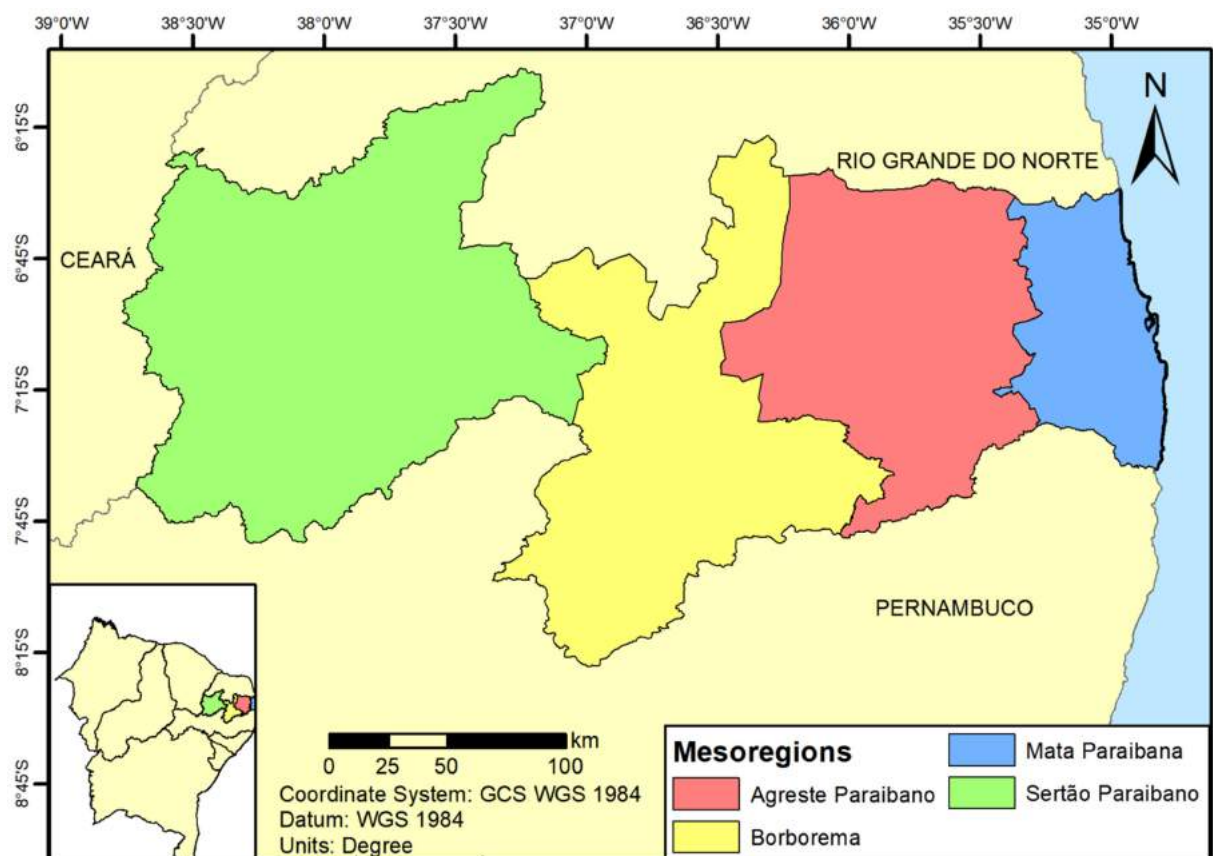 39°0'W 38°30'W 38°0'W 37°30'W 37°0'W 36°30'W 36°0'W 35°30'W 35°0'W
N
6°15'S
RIO GRANDE DO NORTE
CEARÁ
6°45'S
7°15'S
7°45'S
PERNAMBUCO
8°15'S
8°45'S
km
0 25 50 100
Coordinate System: GCS WGS 1984
Datum: WGS 1984
Units: Degree
Mesoregions
Agreste Paraibano
Borborema
Mata Paraibana
Sertão Paraibano